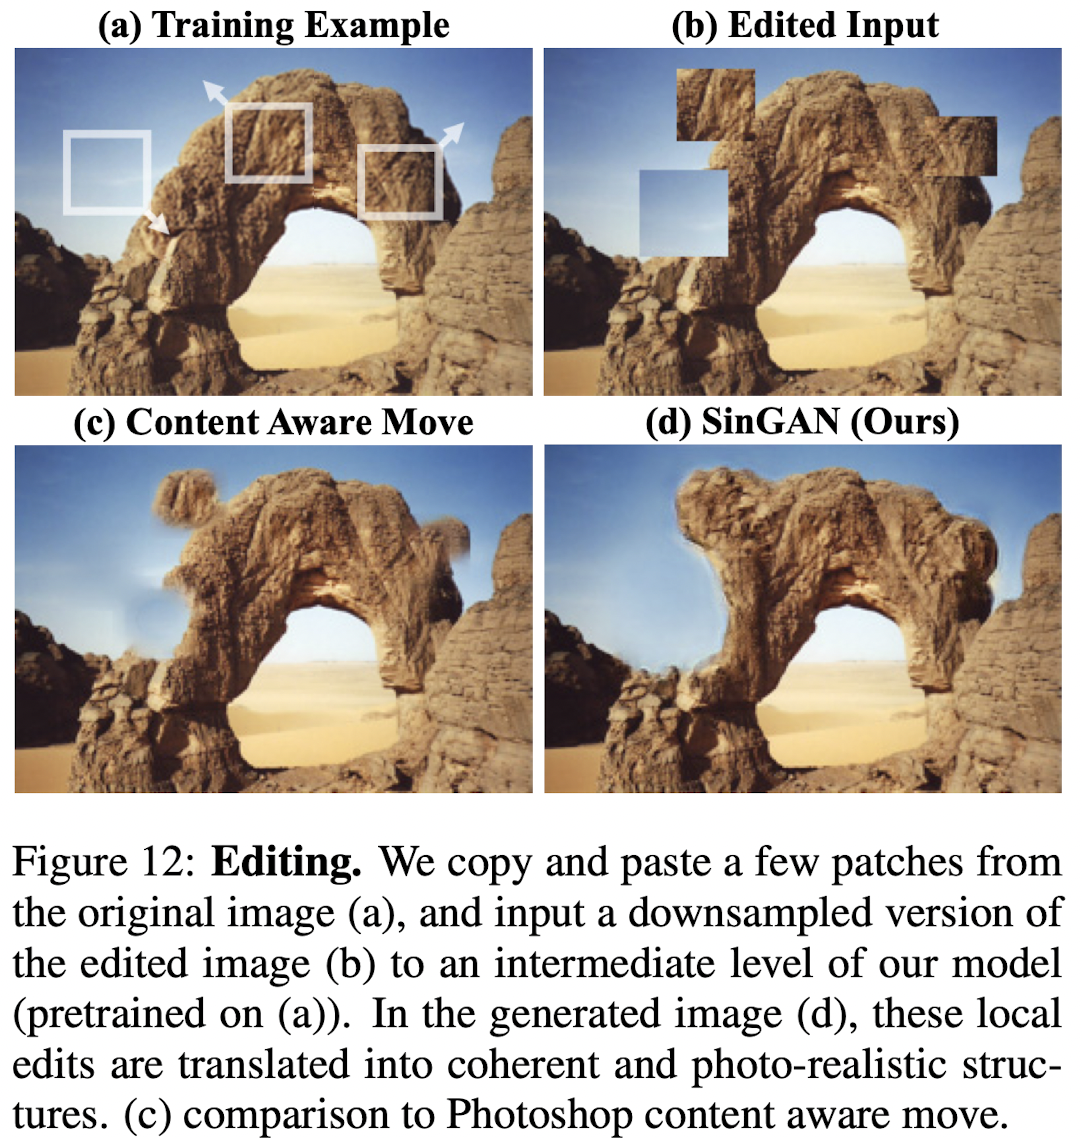 (a) Training Example
(b) Edited Input
(c) Content Aware Move
(d) SinGAN (Ours)
Figure 12: Editing. We copy and paste a few patches from
the original image (a), and input a downsampled version of
the edited image (b) to an intermediate level of our model
(pretrained on (a)). In the generated image (d), these local
edits are translated into coherent and photo-realistic struc-
tures. (c) comparison to Photoshop content aware move.